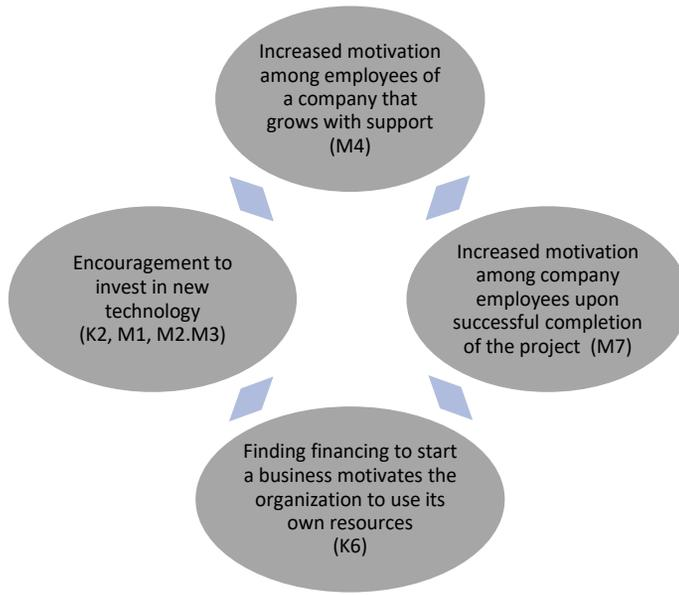 Increased motivation
among employees of
a company that
grows with support
(M4)
Encouragement to
invest in new
technology
(K2, M1, M2.M3)
Increased motivation
among company
employees upon
successful completion
of the project (M7)
Finding financing to start
a business motivates the
organization to use its
own resources
(K6)